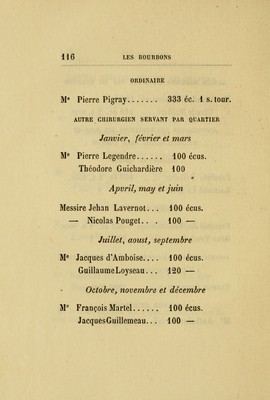 116 LES BOURBONS
ORDINAIRE
Me Pierre Pigray....... 333 éc. 1 s. tour.
AUTRE CHIRURGIEN SERVANT PAR QUARTIER
Janvier, février et mars
Me Pierre Legendre...... 100 écus.
Théodore Guichardière 100
Apvril, may et juin
Messire Jehan Lavernot... 100 écus.
— Nicolas Pouget.. . 100 —
Juillet, aoust, septembre
Me Jacques d'Amboise.... 100 écus.
Guillaume Loyseau... 120 —
Octobre, novembre et décembre
Me François Martel...... 100 écus.
Jacques Guillemeau... 100 —